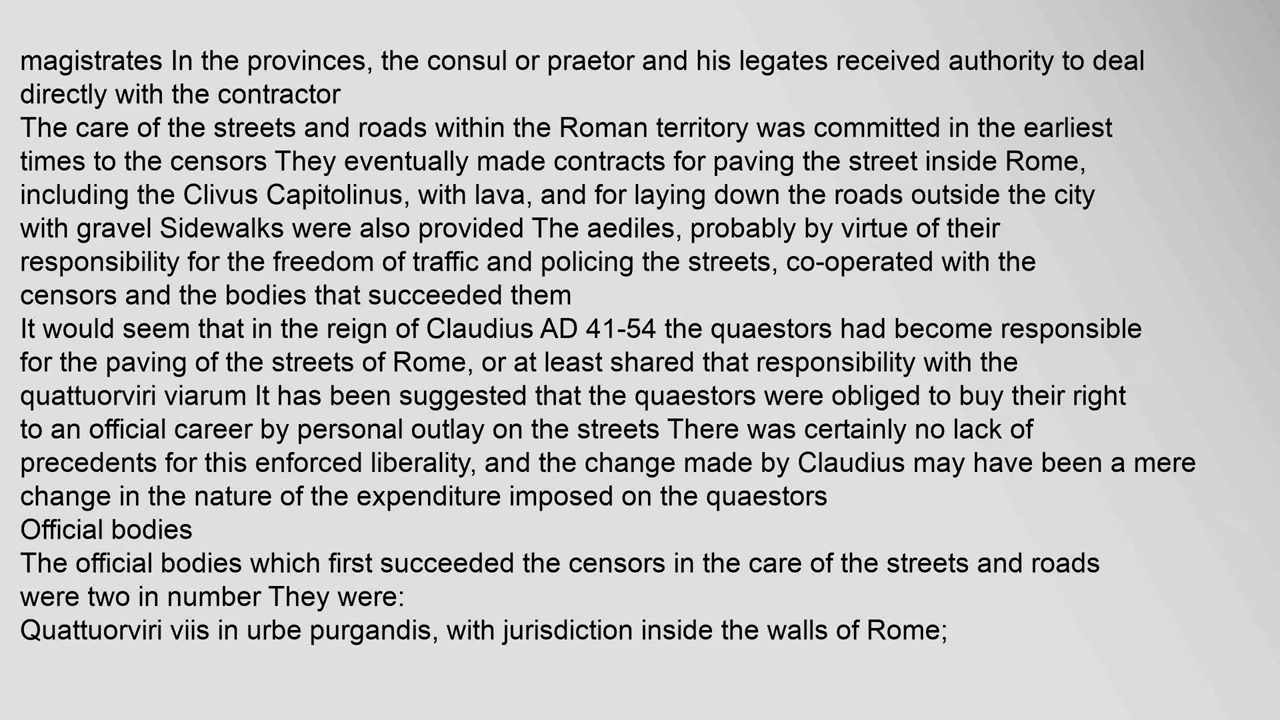 magistrates In the provinces, the consul or praetor and his legates received authority to deal
directly with the contractor
The care of the streets and roads within the Roman territory was committed in the earliest
times to the censors They eventually made contracts for paving the street inside Rome,
including the Clivus Capitolinus, with lava, and for laying down the roads outside the city
with gravel Sidewalks were also provided The aediles, probably by virtue of their
responsibility for the freedom of traffic and policing the streets, co-operated with the
censors and the bodies that succeeded them
It would seem that in the reign of Claudius AD 41-54 the quaestors had become responsible
for the paving of the streets of Rome, or at least shared that responsibility with the
quattuorviri viarum It has been suggested that the quaestors were obliged to buy their right
to an official career by personal outlay on the streets There was certainly no lack of
precedents for this enforced liberality, and the change made by Claudius may have been a mere
change in the nature of the expenditure imposed on the quaestors
Official bodies
The official bodies which first succeeded the censors in the care of the streets and roads
were two in number They were:
Quattuorviri viis in urbe purgandis, with jurisdiction inside the walls of Rome;